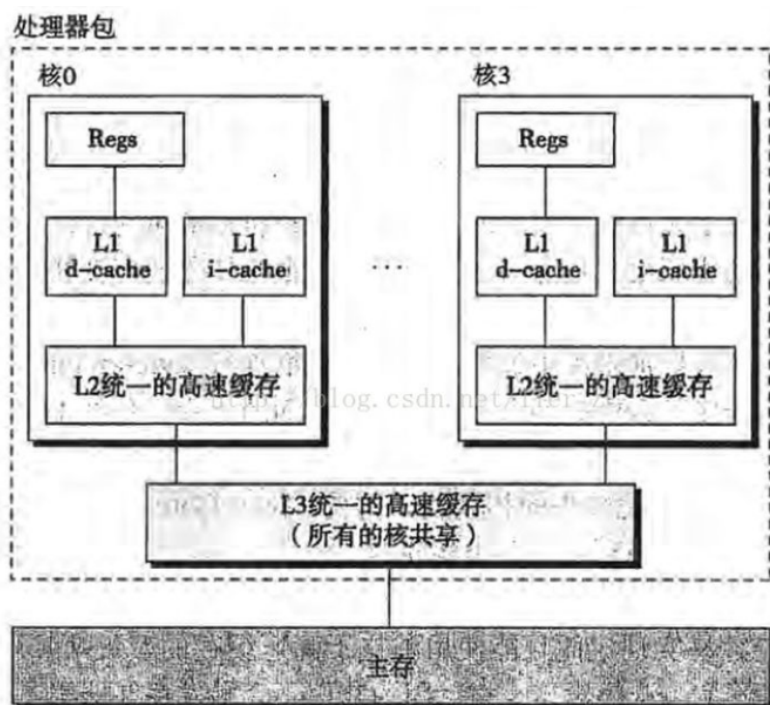 处理器包
核0
核3
Regs
Regs
L1
d-cache
L1
i-cache
...
L1
d-cache
L1
i-cache
L2统一的高速缓存
L2统一的高速缓存
L3统一的高速缓存
（所有的核共享）
主存